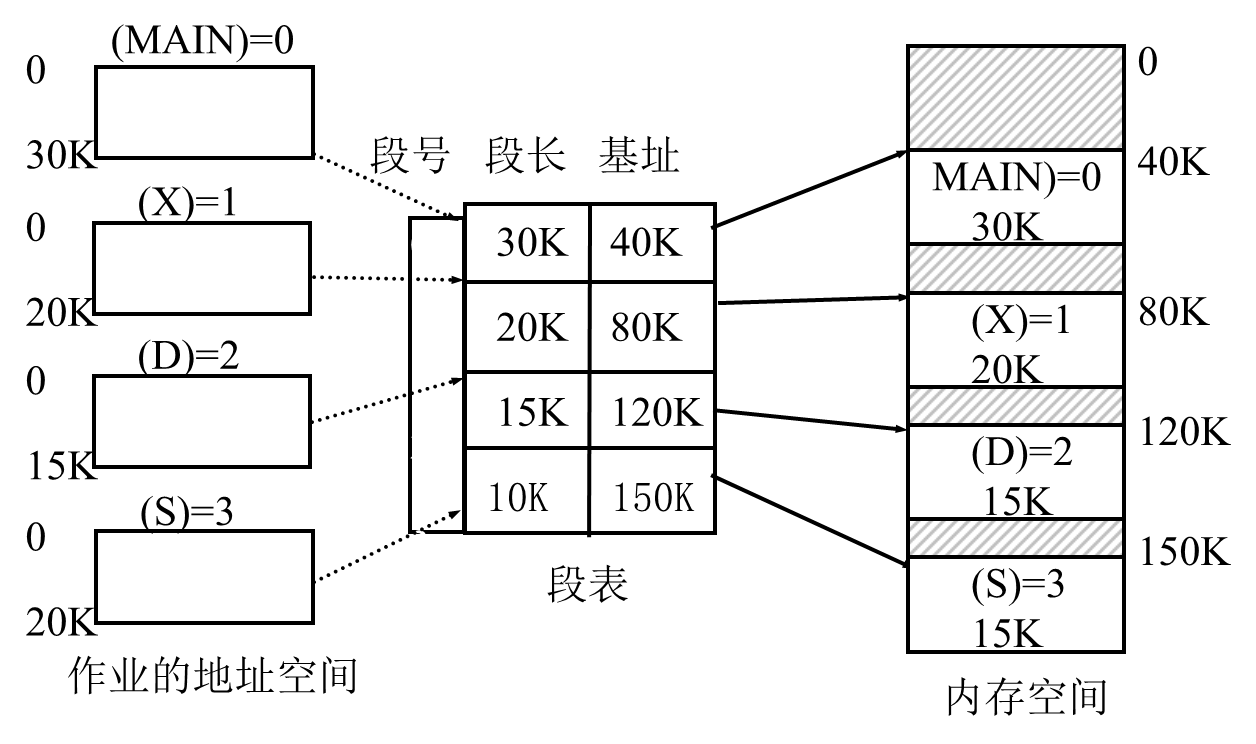 (MAIN)=0
0
30K
(X)=1
0
20K
(D)=2
0
15K
(S)=3
0
20K
作业的地址空间
段号 段长 基址
30K 40K
20K 80K
15K 120K
10K 150K
段表
0
40K
MAIN)=0
30K
80K
(X)=1
20K
120K
(D)=2
15K
150K
(S)=3
15K
内存空间